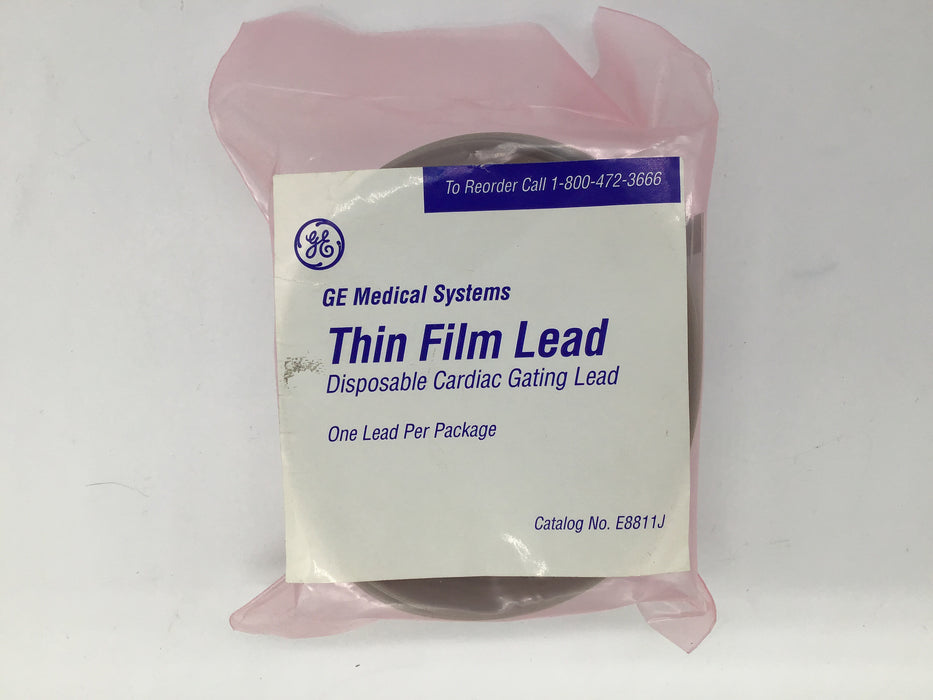 To Reorder Call 1-800-472-3666
GE
GE Medical Systems
Thin Film Lead
Disposable Cardiac Gating Lead
One Lead Per Package
Catalog No. E8811J